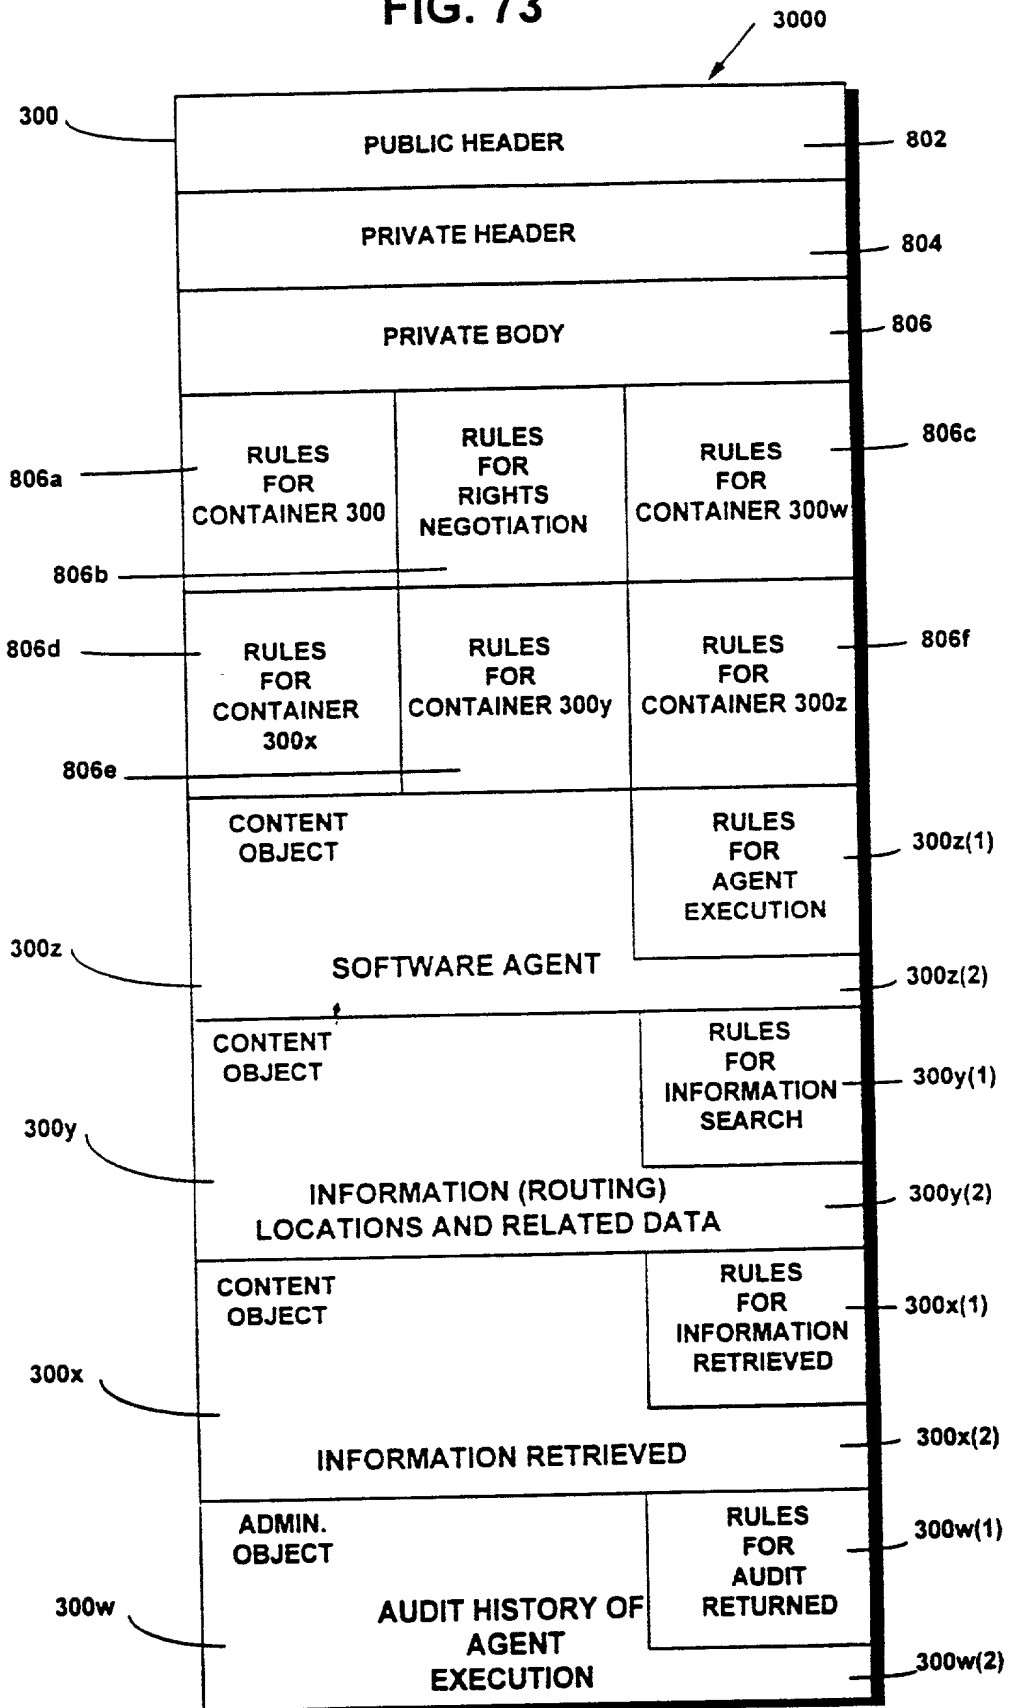 FIG. 73
3000
300
PUBLIC HEADER
802
PRIVATE HEADER
804
PRIVATE BODY
806
806a
RULES
FOR
CONTAINER 300
806b
RULES
FOR
RIGHTS
NEGOTIATION
RULES
FOR
CONTAINER 300w
806c
806d
RULES
FOR
CONTAINER
300x
806e
RULES
FOR
CONTAINER 300y
RULES
FOR
CONTAINER 300z
806f
CONTENT
OBJECT
RULES
FOR
AGENT
EXECUTION
300z(1)
300z
SOFTWARE AGENT
300z(2)
CONTENT
OBJECT
RULES
FOR
INFORMATION
SEARCH
300y(1)
300y
INFORMATION (ROUTING)
LOCATIONS AND RELATED DATA
300y(2)
CONTENT
OBJECT
RULES
FOR
INFORMATION
RETRIEVED
300x(1)
300x
INFORMATION RETRIEVED
300x(2)
ADMIN.
OBJECT
RULES
FOR
AUDIT
RETURNED
300w(1)
300w
AUDIT HISTORY OF
AGENT
EXECUTION
300w(2)